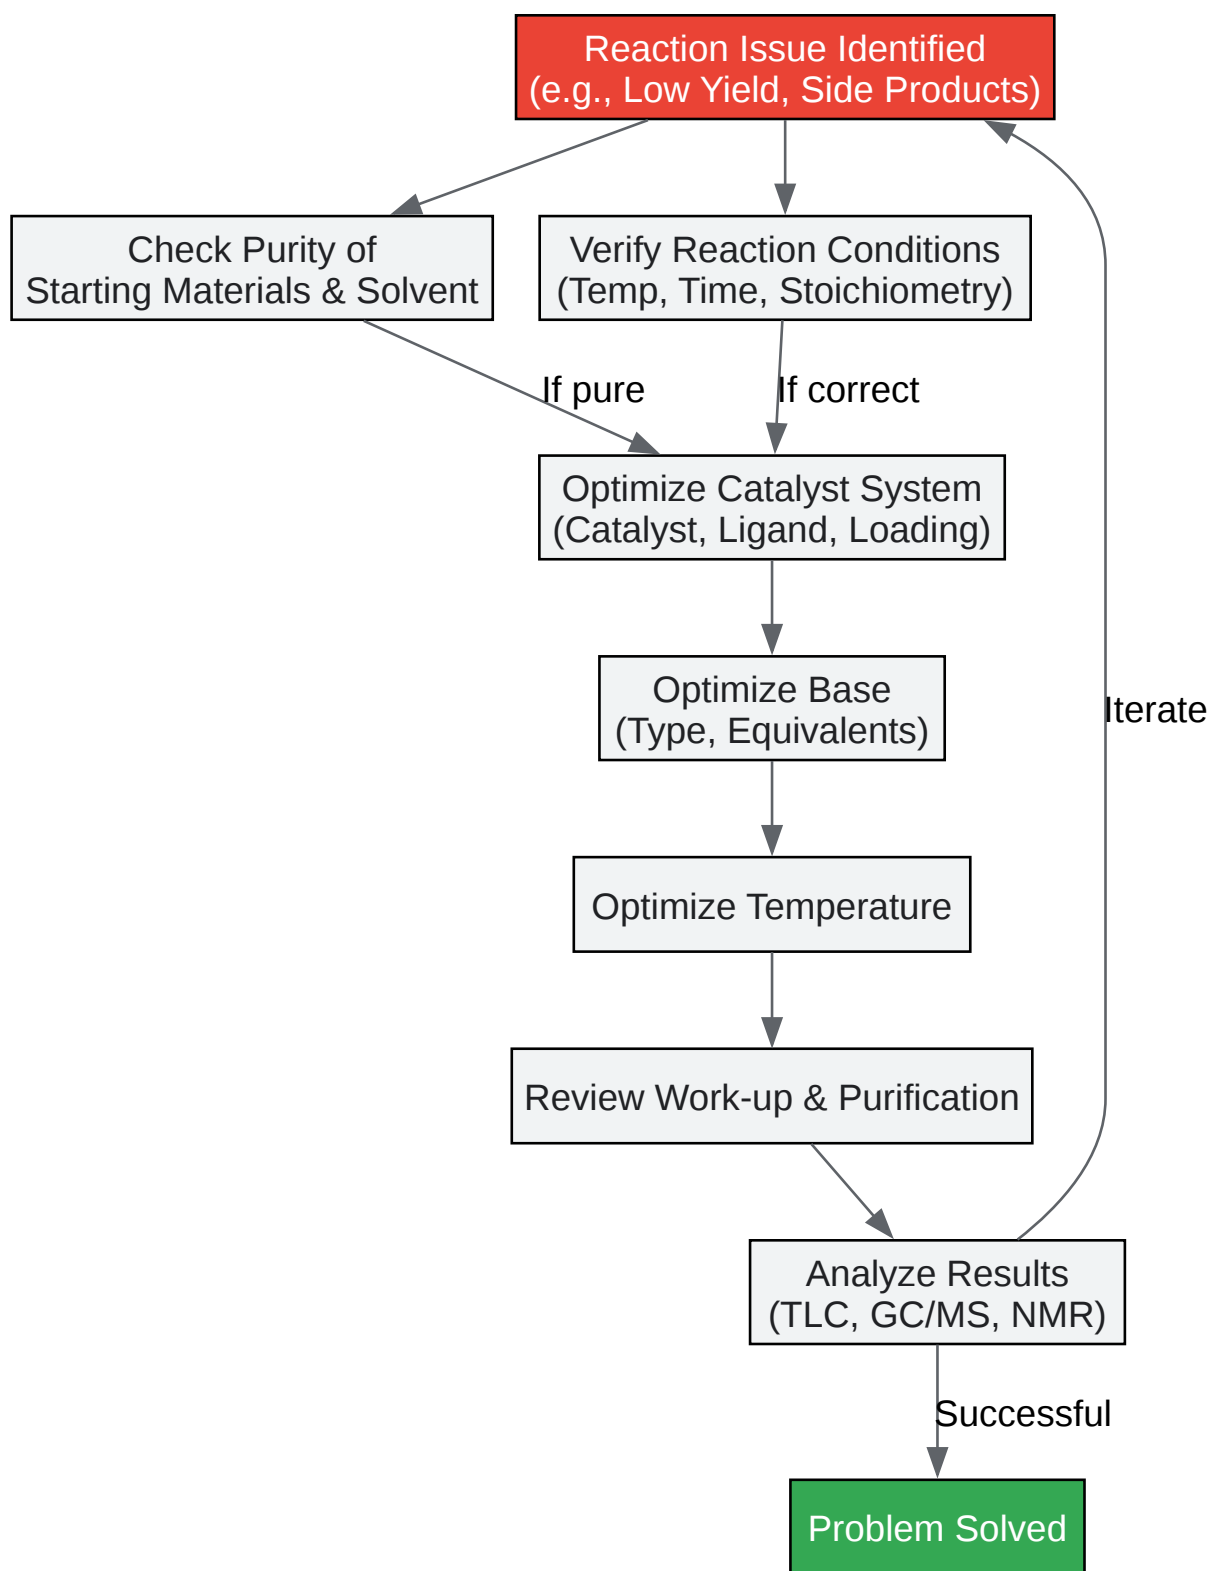 Reaction Issue Identified
(e.g., Low Yield, Side Products)
Check Purity of
Starting Materials & Solvent
Verify Reaction Conditions
(Temp, Time, Stoichiometry)
If pure
If correct
Optimize Catalyst System
(Catalyst, Ligand, Loading)
Optimize Base
(Type, Equivalents)
Iterate
Optimize Temperature
Review Work-up & Purification
Analyze Results
(TLC, GC/MS, NMR)
Successful
Problem Solved